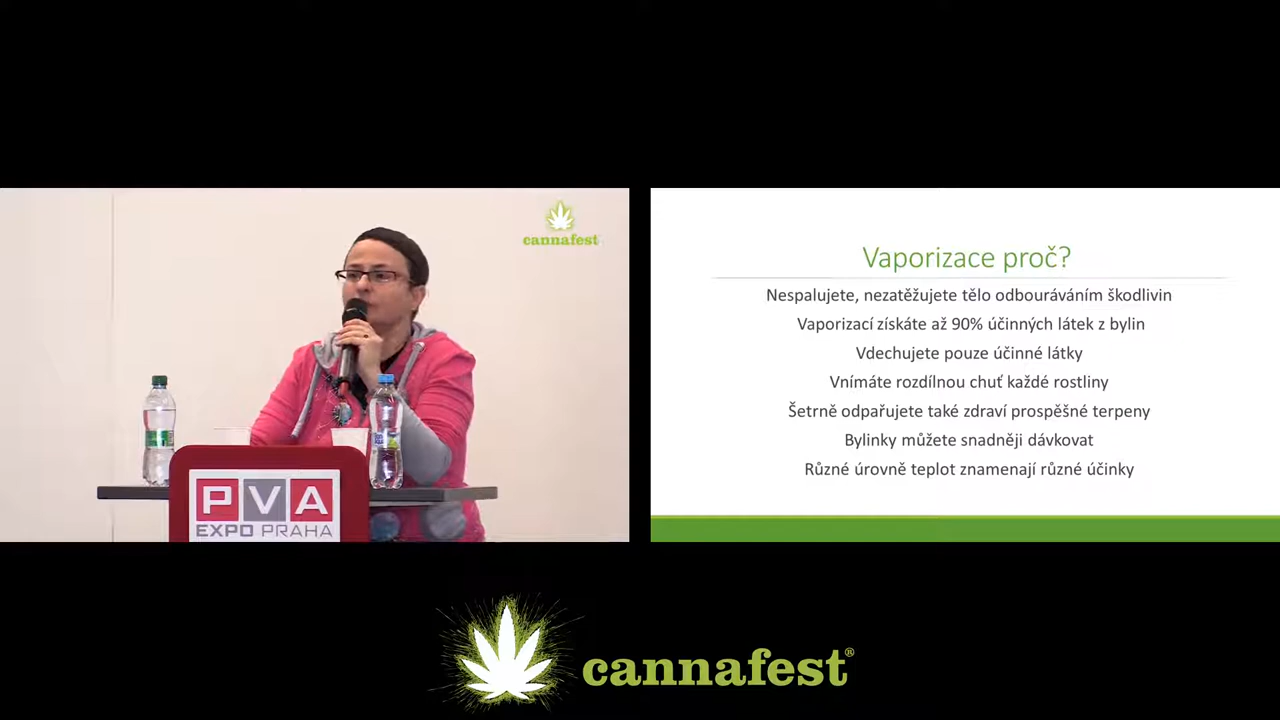 cannafest
PVA
EXPO PRAHA
Vaporizace proč?
Nespalujete, nezatěžujete tělo odbouráváním škodlivin
Vaporizací získáte až 90% účinných látek z bylin
Vdechujete pouze účinné látky
Vnímáte rozdílnou chuť každé rostliny
Šetrně odpařujete také zdraví prospěšné terpeny
Bylinky můžete snadněji dávkovat
Různé úrovně teplot znamenají různé účinky
cannafest®